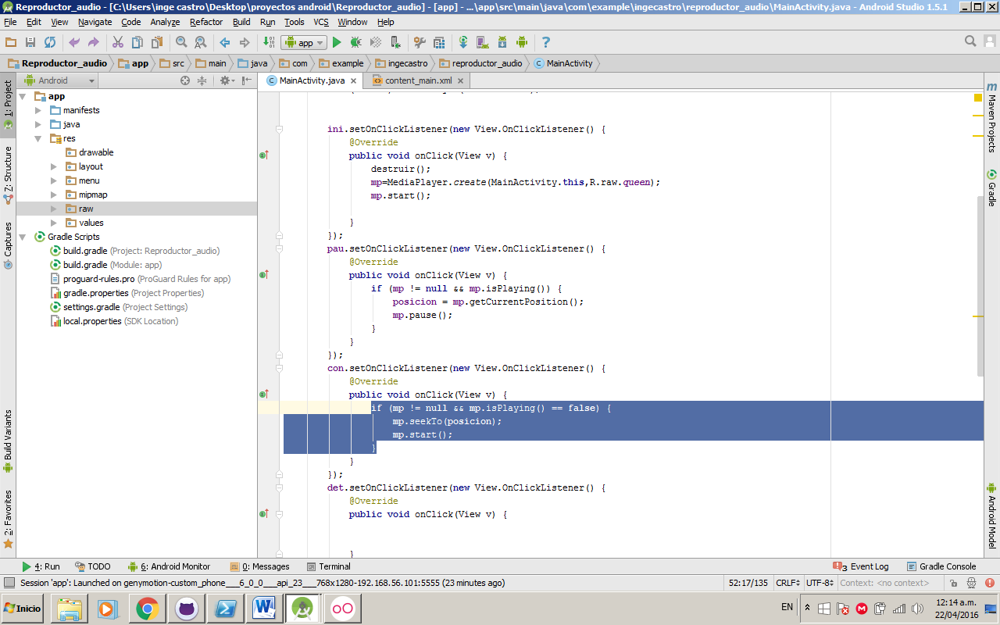 Reproductor_audio - [C:\Users\inge castro\Desktop\proyectos android\Reproductor_audio] - [app] - ...\app\src\main\java\com\example\ingecastro\reproductor_audio\MainActivity.java - Android Studio 1.5.1
File Edit View Navigate Code Analyze Refactor Build Run Tools VCS Window Help
app
Reproductor_audio app src main java com example ingecastro reproductor_audio MainActivity
Android
MainActivity.java content_main.xml
1: Project
7: Structure
Captures
Build Variants
2: Favorites
app
manifests
java
res
drawable
layout
menu
mipmap
raw
values
Gradle Scripts
build.gradle (Project: Reproductor_audio)
build.gradle (Module: app)
proguard-rules.pro (ProGuard Rules for app)
gradle.properties (Project Properties)
settings.gradle (Project Settings)
local.properties (SDK Location)
ini.setOnClickListener(new View.OnClickListener() {
@Override
public void onClick(View v) {
destruir();
mp=MediaPlayer.create(MainActivity.this,R.raw.queen);
mp.start();
}
});
pau.setOnClickListener(new View.OnClickListener() {
@Override
public void onClick(View v) {
if (mp != null && mp.isPlaying()) {
posicion = mp.getCurrentPosition();
mp.pause();
}
}
});
con.setOnClickListener(new View.OnClickListener() {
@Override
public void onClick(View v) {
if (mp != null && mp.isPlaying() == false) {
mp.seekTo(posicion);
mp.start();
}
}
});
det.setOnClickListener(new View.OnClickListener() {
@Override
public void onClick(View v) {
}
m
Maven Projects
Gradle
Android Model
4: Run TODO 6: Android Monitor 0: Messages Terminal 3 Event Log Gradle Console
Session 'app': Launched on genymotion-custom_phone___6_0_0___api_23___768x1280-192.168.56.101:5555 (23 minutes ago) 52:17/135 CRLF UTF-8 Context: <no context>
Inicio EN 12:14 a.m.
22/04/2016